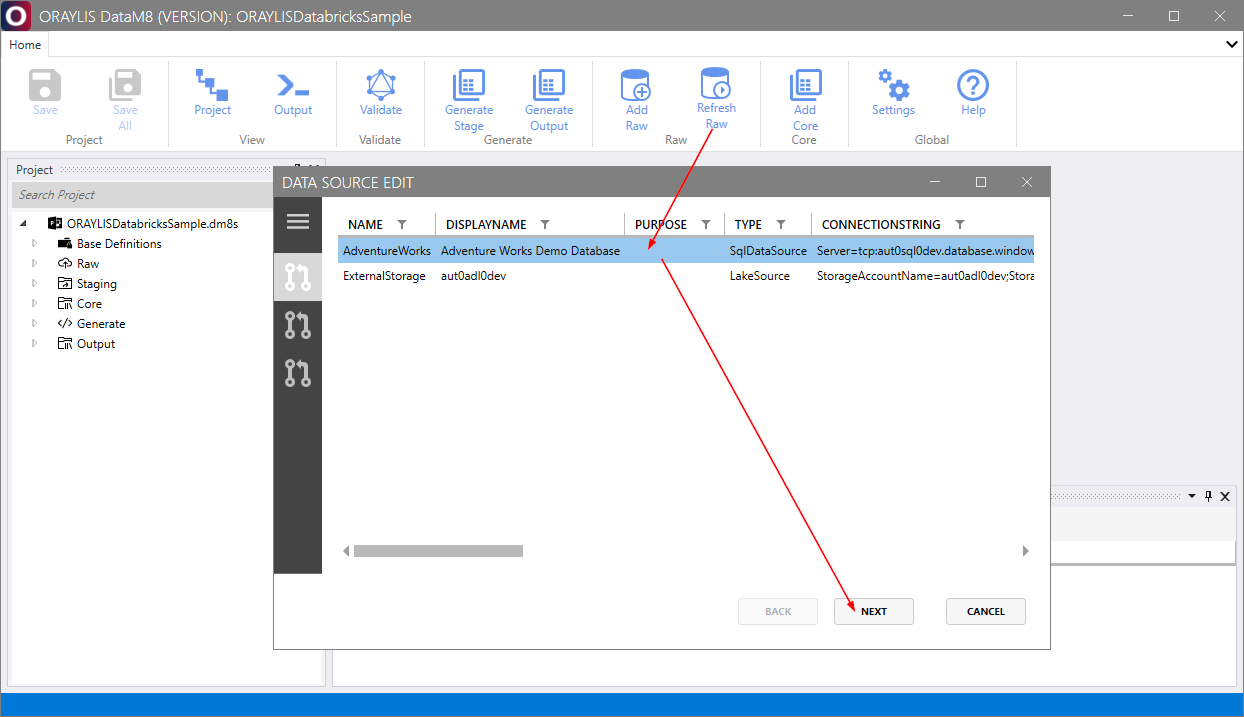 ORAYLIS DataM8 (VERSION): ORAYLISDatabricksSample
Home
Save
Save All
Project
Project
Output
View
Validate
Validate
Generate Stage
Generate Output
Generate
Add Raw
Refresh Raw
Raw
Add Core
Core
Settings
Help
Global
Project
Search Project
ORAYLISDatabricksSample.dm8s
Base Definitions
Raw
Staging
Core
Generate
Output
DATA SOURCE EDIT
NAME DISPLAYNAME PURPOSE TYPE CONNECTIONSTRING
AdventureWorks Adventure Works Demo Database SqlDataSource Server=tcp:aut0sql0dev.database.window
ExternalStorage aut0adl0dev LakeSource StorageAccountName=aut0adl0dev;Stora
BACK NEXT CANCEL